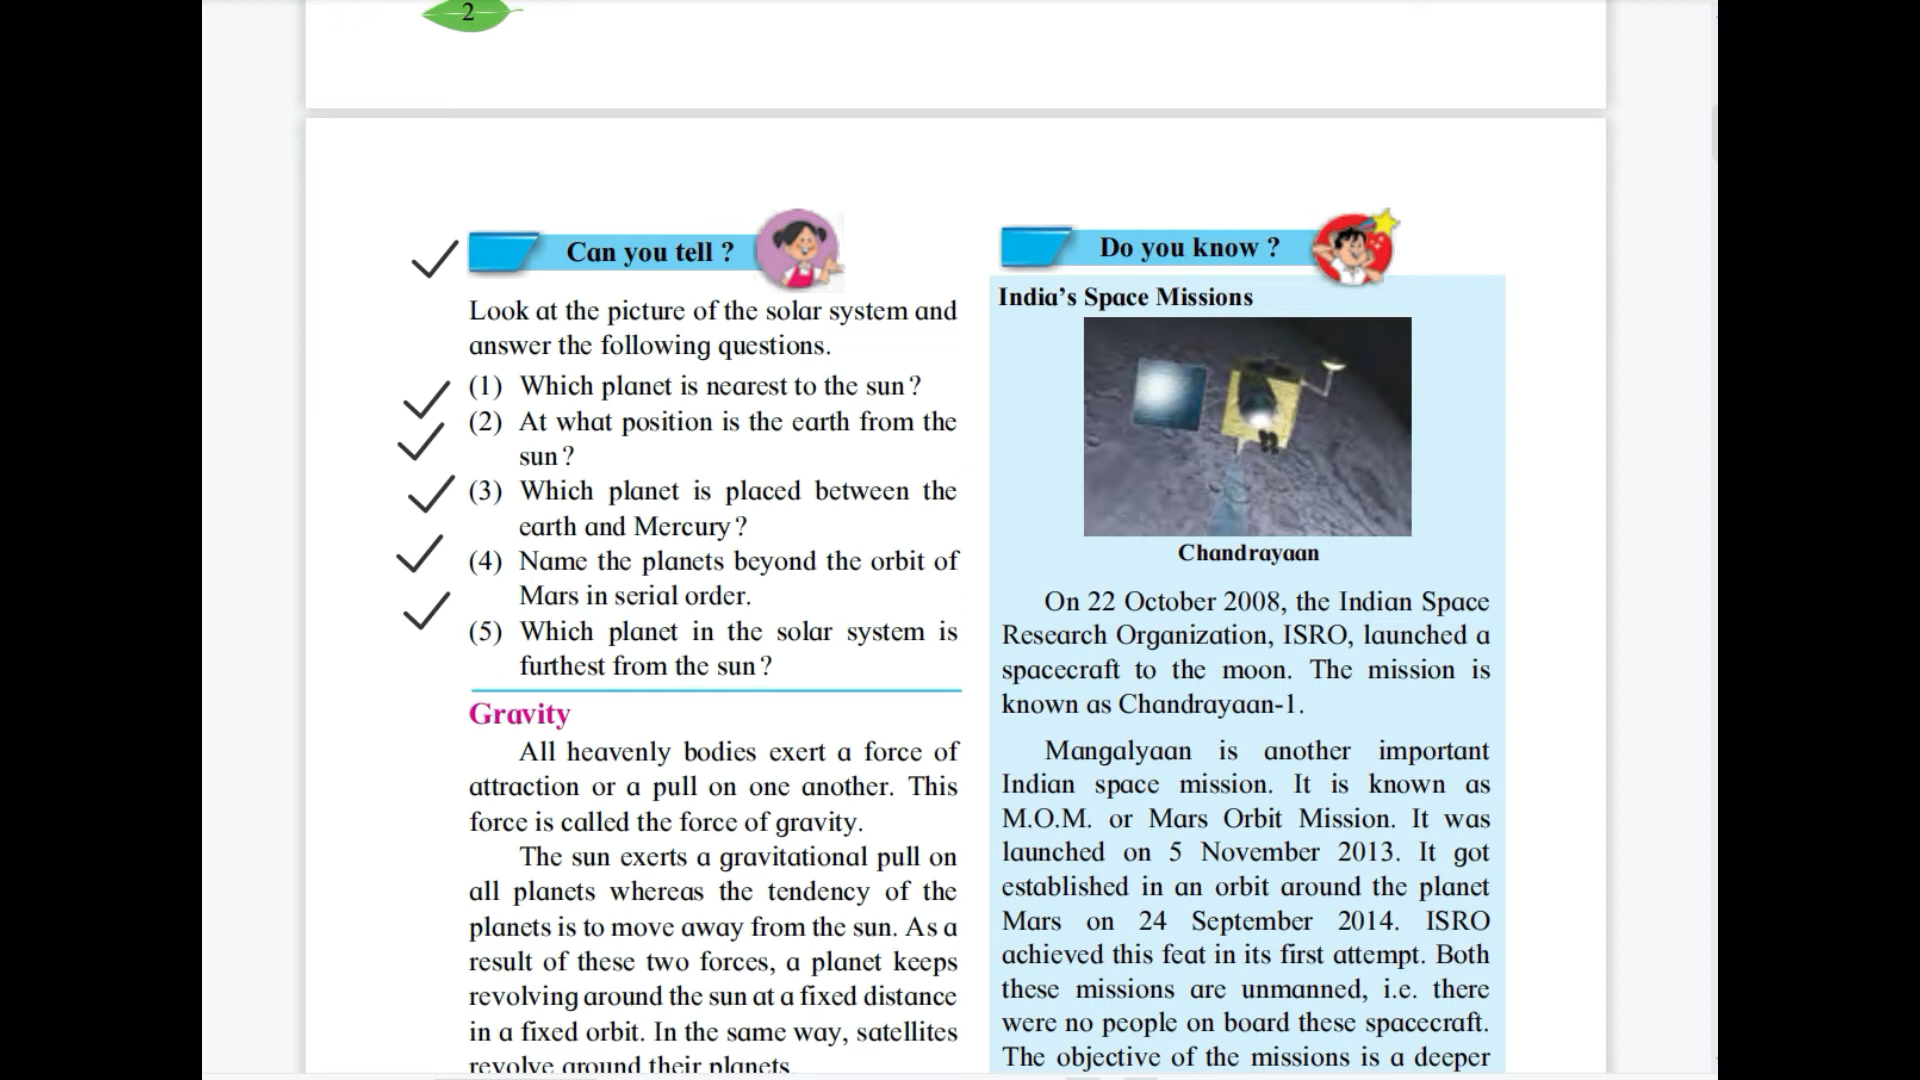 2
Can you tell ?
Look at the picture of the solar system and
answer the following questions.
(1) Which planet is nearest to the sun ?
(2) At what position is the earth from the
sun ?
(3) Which planet is placed between the
earth and Mercury ?
(4) Name the planets beyond the orbit of
Mars in serial order.
(5) Which planet in the solar system is
furthest from the sun ?
Gravity
All heavenly bodies exert a force of
attraction or a pull on one another. This
force is called the force of gravity.
The sun exerts a gravitational pull on
all planets whereas the tendency of the
planets is to move away from the sun. As a
result of these two forces, a planet keeps
revolving around the sun at a fixed distance
in a fixed orbit. In the same way, satellites
revolve around their planets.
Do you know ?
India's Space Missions
Chandrayaan
On 22 October 2008, the Indian Space
Research Organization, ISRO, launched a
spacecraft to the moon. The mission is
known as Chandrayaan-1.
Mangalyaan is another important
Indian space mission. It is known as
M.O.M. or Mars Orbit Mission. It was
launched on 5 November 2013. It got
established in an orbit around the planet
Mars on 24 September 2014. ISRO
achieved this feat in its first attempt. Both
these missions are unmanned, i.e. there
were no people on board these spacecraft.
The objective of the missions is a deeper